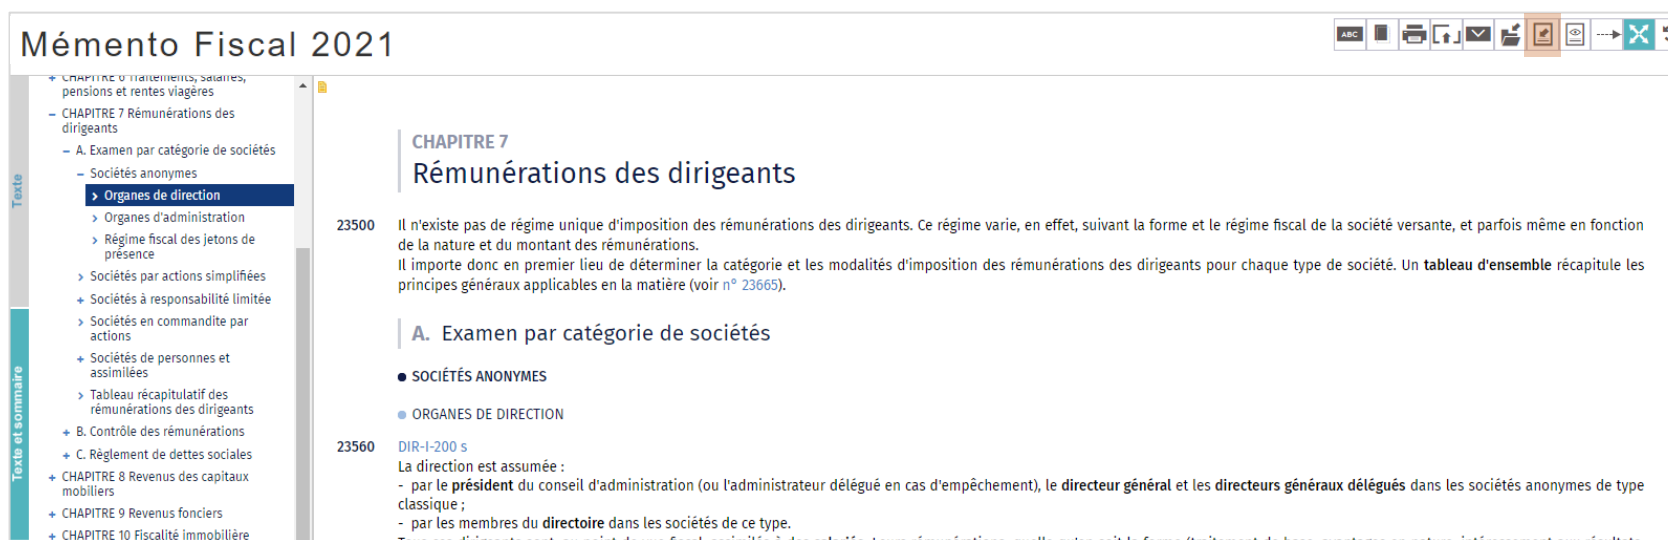 Mémento Fiscal 2021
ABC
Texte
Texte et sommaire
+ CHAPITRE 6 Traitements, salaires,
pensions et rentes viagères
− CHAPITRE 7 Rémunérations des
dirigeants
− A. Examen par catégorie de sociétés
− Sociétés anonymes
> Organes de direction
> Organes d'administration
> Régime fiscal des jetons de
présence
> Sociétés par actions simplifiées
+ Sociétés à responsabilité limitée
> Sociétés en commandite par
actions
+ Sociétés de personnes et
assimilées
> Tableau récapitulatif des
rémunérations des dirigeants
+ B. Contrôle des rémunérations
+ C. Règlement de dettes sociales
+ CHAPITRE 8 Revenus des capitaux
mobiliers
+ CHAPITRE 9 Revenus fonciers
+ CHAPITRE 10 Fiscalité immobilière
CHAPITRE 7
Rémunérations des dirigeants
23500 Il n'existe pas de régime unique d'imposition des rémunérations des dirigeants. Ce régime varie, en effet, suivant la forme et le régime fiscal de la société versante, et parfois même en fonction
de la nature et du montant des rémunérations.
Il importe donc en premier lieu de déterminer la catégorie et les modalités d'imposition des rémunérations des dirigeants pour chaque type de société. Un tableau d'ensemble récapitule les
principes généraux applicables en la matière (voir n° 23665).
A. Examen par catégorie de sociétés
● SOCIÉTÉS ANONYMES
● ORGANES DE DIRECTION
23560 DIR-I-200 s
La direction est assumée :
- par le président du conseil d'administration (ou l'administrateur délégué en cas d'empêchement), le directeur général et les directeurs généraux délégués dans les sociétés anonymes de type
classique ;
- par les membres du directoire dans les sociétés de ce type.